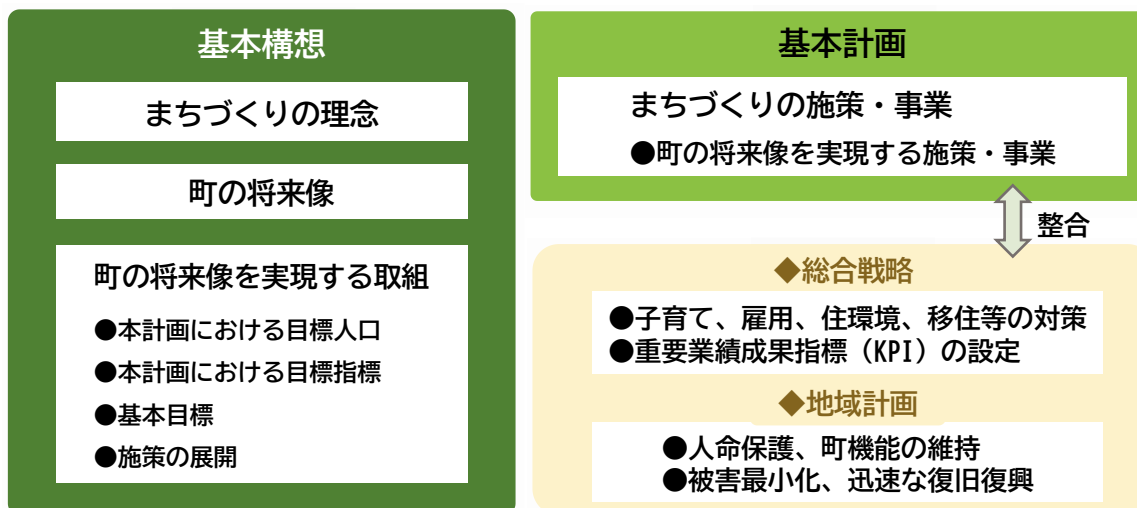 基本構想
まちづくりの理念
町の将来像
町の将来像を実現する取組
●本計画における目標人口
●本計画における目標指標
●基本目標
●施策の展開
基本計画
まちづくりの施策・事業
●町の将来像を実現する施策・事業
整合
◆総合戦略
●子育て、雇用、住環境、移住等の対策
●重要業績成果指標（KPI）の設定
◆地域計画
●人命保護、町機能の維持
●被害最小化、迅速な復旧復興